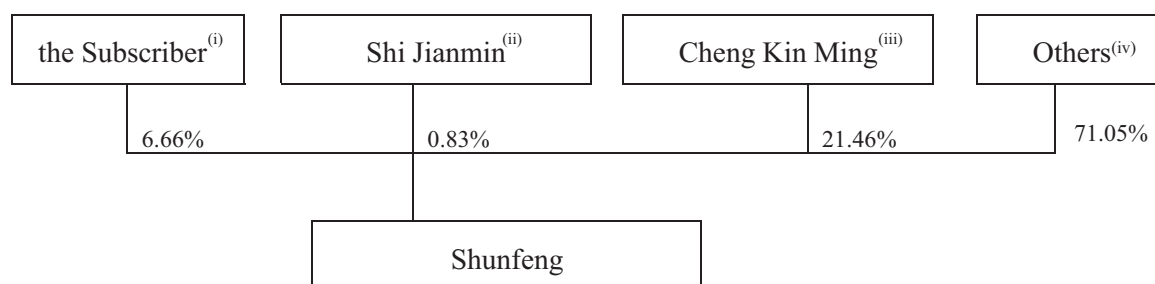 the Subscriber(i) Shi Jianmin(ii) Cheng Kin Ming(iii) Others(iv)
6.66% 0.83% 21.46% 71.05%
Shunfeng